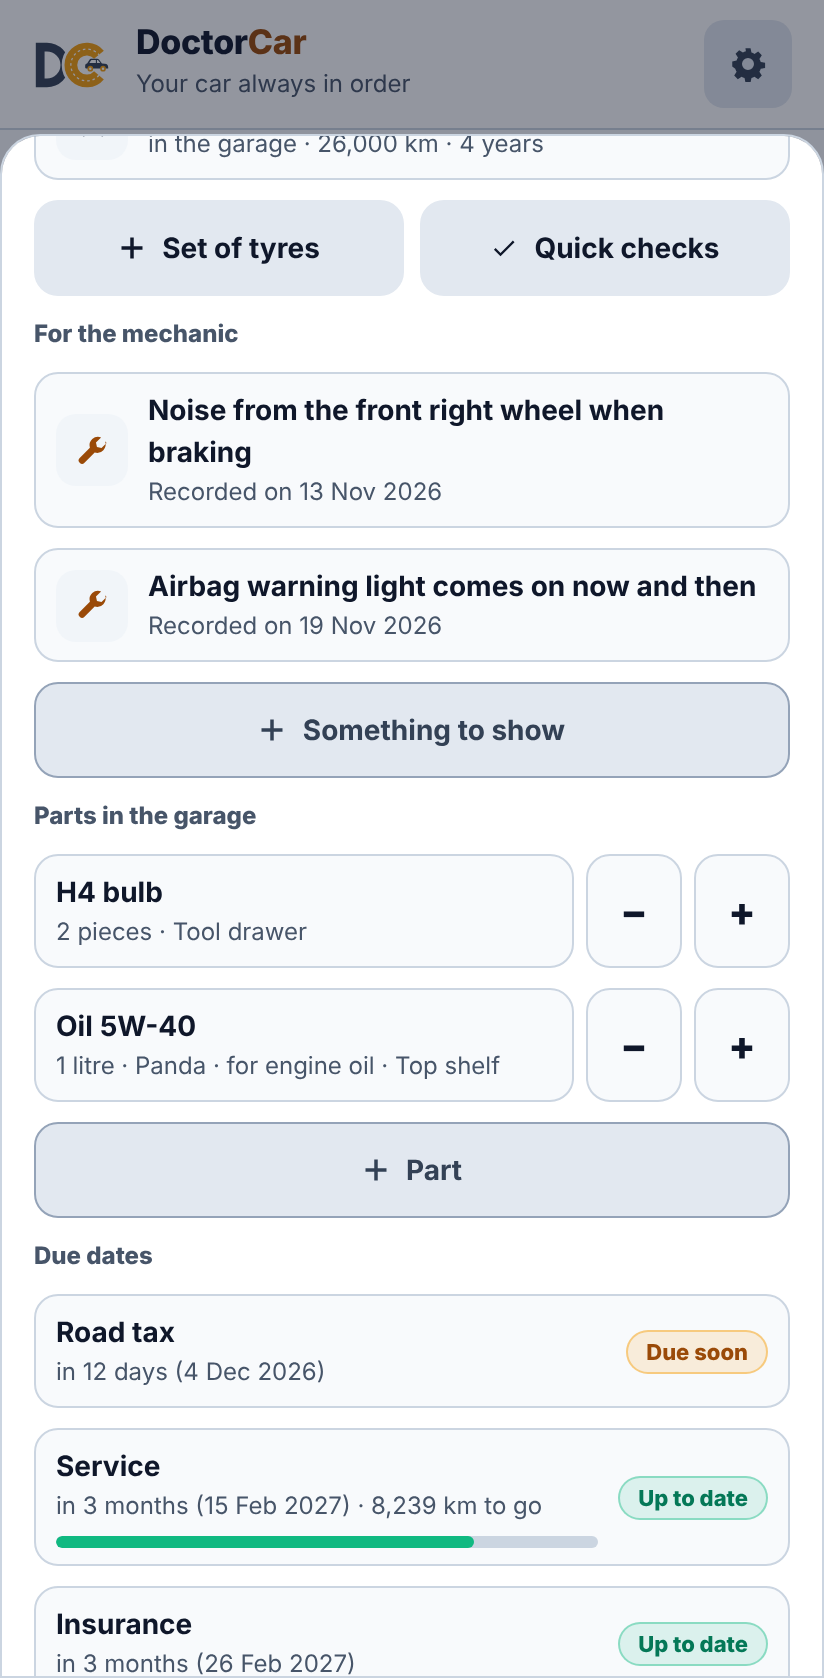 DC
DoctorCar
Your car always in order
in the garage · 26,000 km · 4 years
+ Set of tyres
✓ Quick checks
For the mechanic
Noise from the front right wheel when
braking
Recorded on 13 Nov 2026
Airbag warning light comes on now and then
Recorded on 19 Nov 2026
+ Something to show
Parts in the garage
H4 bulb
2 pieces · Tool drawer
− +
Oil 5W-40
1 litre · Panda · for engine oil · Top shelf
− +
+ Part
Due dates
Road tax
in 12 days (4 Dec 2026)
Due soon
Service
in 3 months (15 Feb 2027) · 8,239 km to go
Up to date
Insurance
in 3 months (26 Feb 2027)
Up to date